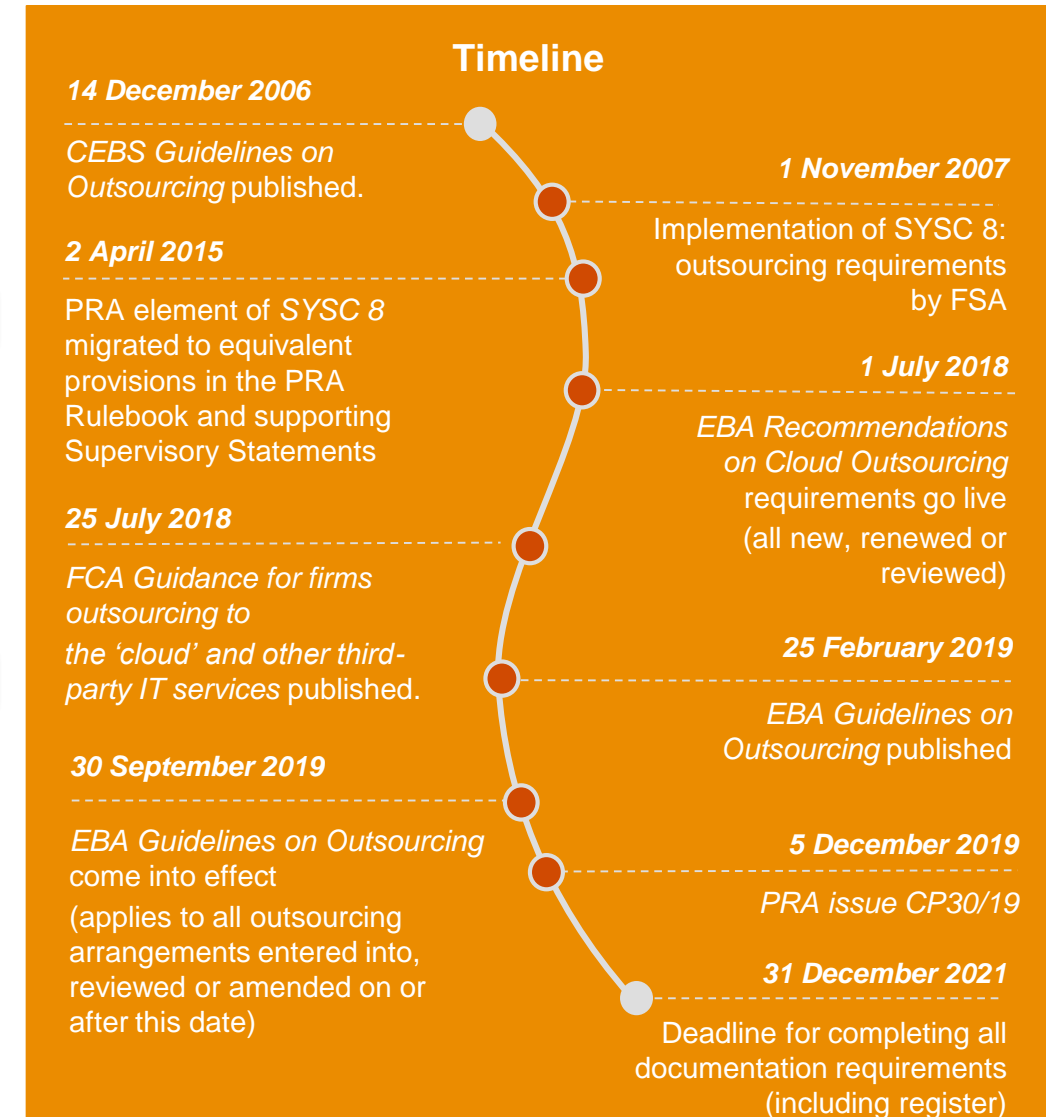 Timeline
14 December 2006
CEBS Guidelines on
Outsourcing published.
1 November 2007
Implementation of SYSC 8:
outsourcing requirements
by FSA
2 April 2015
PRA element of SYSC 8
migrated to equivalent
provisions in the PRA
Rulebook and supporting
Supervisory Statements
1 July 2018
EBA Recommendations
on Cloud Outsourcing
requirements go live
(all new, renewed or
reviewed)
25 July 2018
FCA Guidance for firms
outsourcing to
the ‘cloud’ and other third-
party IT services published.
25 February 2019
EBA Guidelines on
Outsourcing published
30 September 2019
EBA Guidelines on Outsourcing
come into effect
(applies to all outsourcing
arrangements entered into,
reviewed or amended on or
after this date)
5 December 2019
PRA issue CP30/19
31 December 2021
Deadline for completing all
documentation requirements
(including register)